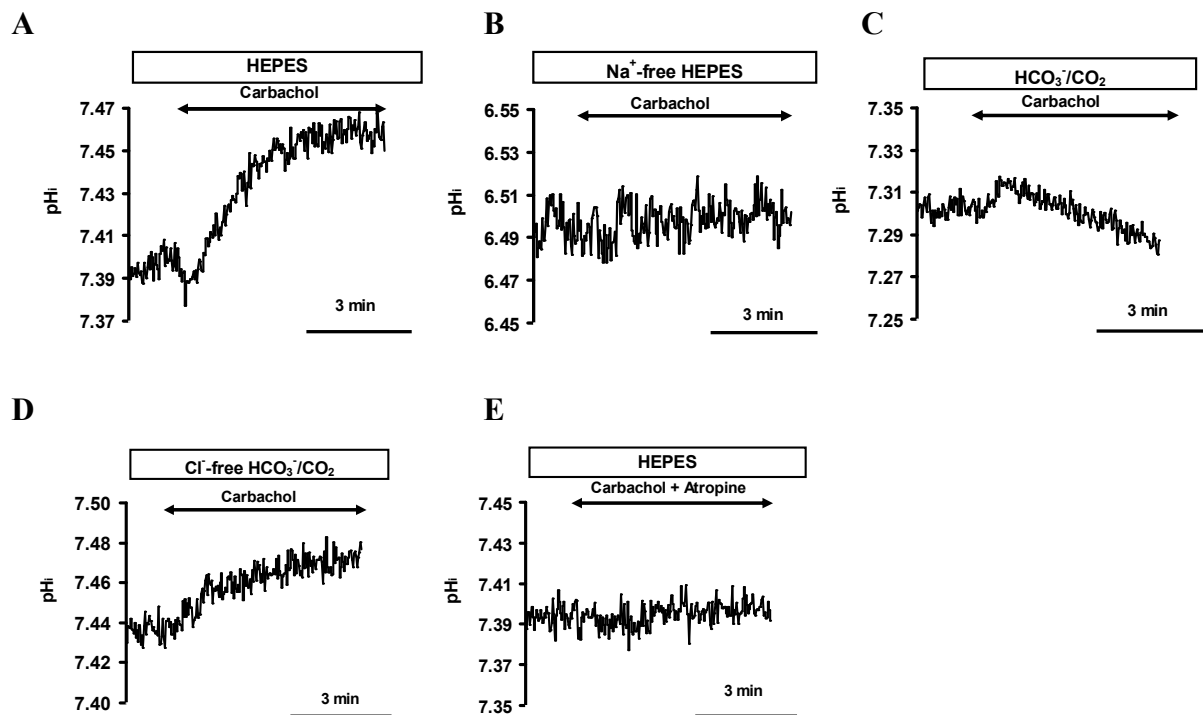 A
HEPES
Carbachol
7.47
7.45
7.43
7.41
7.39
7.37
pHi
3 min
B
Na⁺-free HEPES
Carbachol
6.55
6.53
6.51
6.49
6.47
6.45
pHi
3 min
C
HCO₃⁻/CO₂
Carbachol
7.35
7.33
7.31
7.29
7.27
7.25
pHi
3 min
D
Cl⁻-free HCO₃⁻/CO₂
Carbachol
7.50
7.48
7.46
7.44
7.42
7.40
pHi
3 min
E
HEPES
Carbachol + Atropine
7.45
7.43
7.41
7.39
7.37
7.35
pHi
3 min